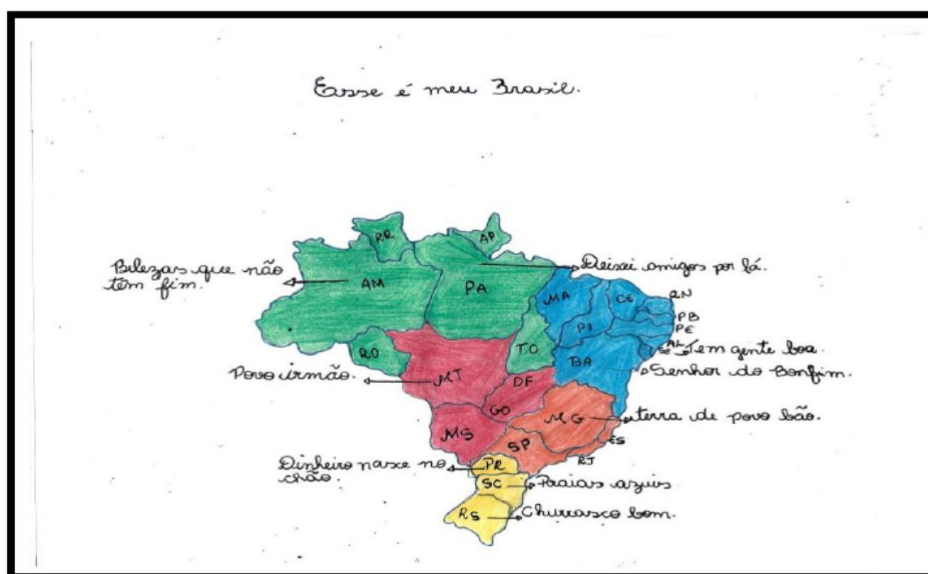 Esse é meu Brasil.
RR
AP
Belezas que não
têm fim.
AM
PA
Deixei amigos por lá.
MA
CE
RN
PB
PE
PI
AL
SE
Tem gente boa.
RO
TO
BA
Senhor do Bonfim.
Povo irmão.
MT
DF
GO
MG
terra de povo bão.
MS
SP
ES
RJ
Dinheiro nasce no
chão.
PR
SC
Praias azuis
RS
Churrasco bom.